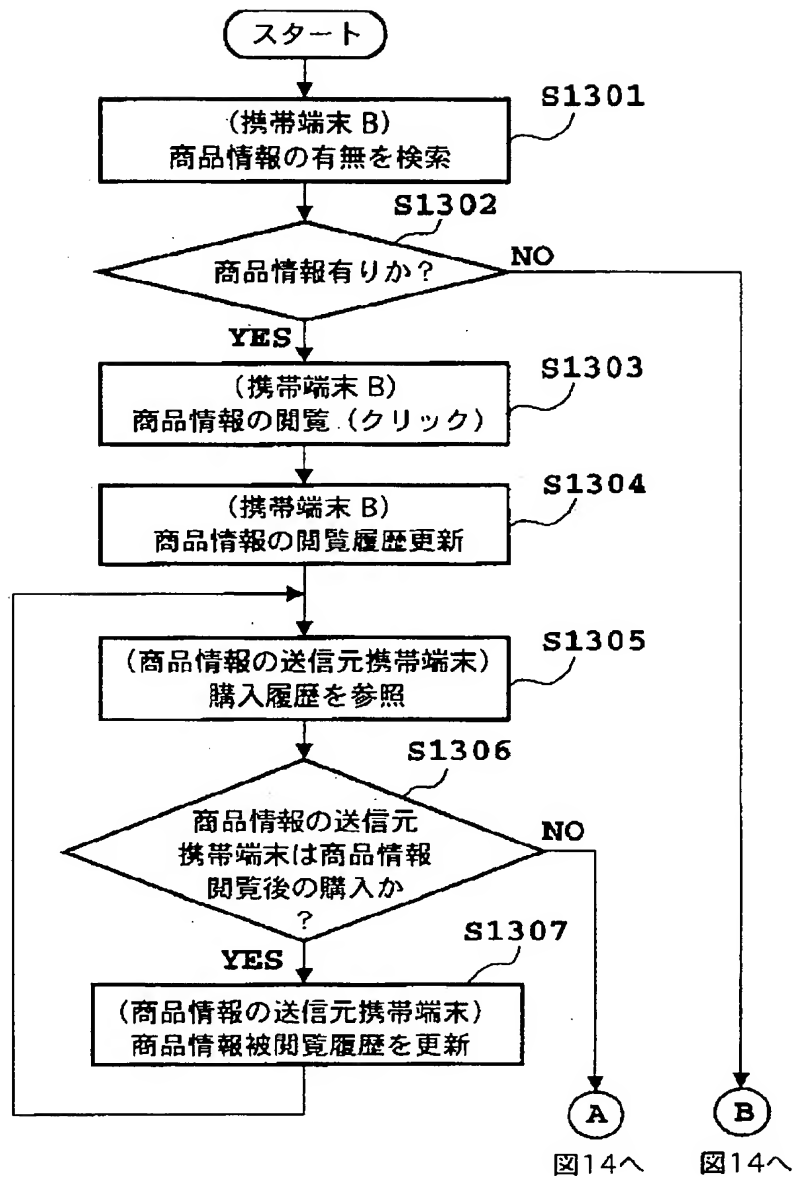 スタート
S1301
(携帯端末 B)
商品情報の有無を検索
S1302
商品情報有りか?
NO
YES
S1303
(携帯端末 B)
商品情報の閲覧 (クリック)
S1304
(携帯端末 B)
商品情報の閲覧履歴更新
S1305
(商品情報の送信元携帯端末)
購入履歴を参照
S1306
商品情報の送信元
携帯端末は商品情報
閲覧後の購入か
?
NO
YES
S1307
(商品情報の送信元携帯端末)
商品情報被閲覧履歴を更新
A
B
図14へ
図14へ